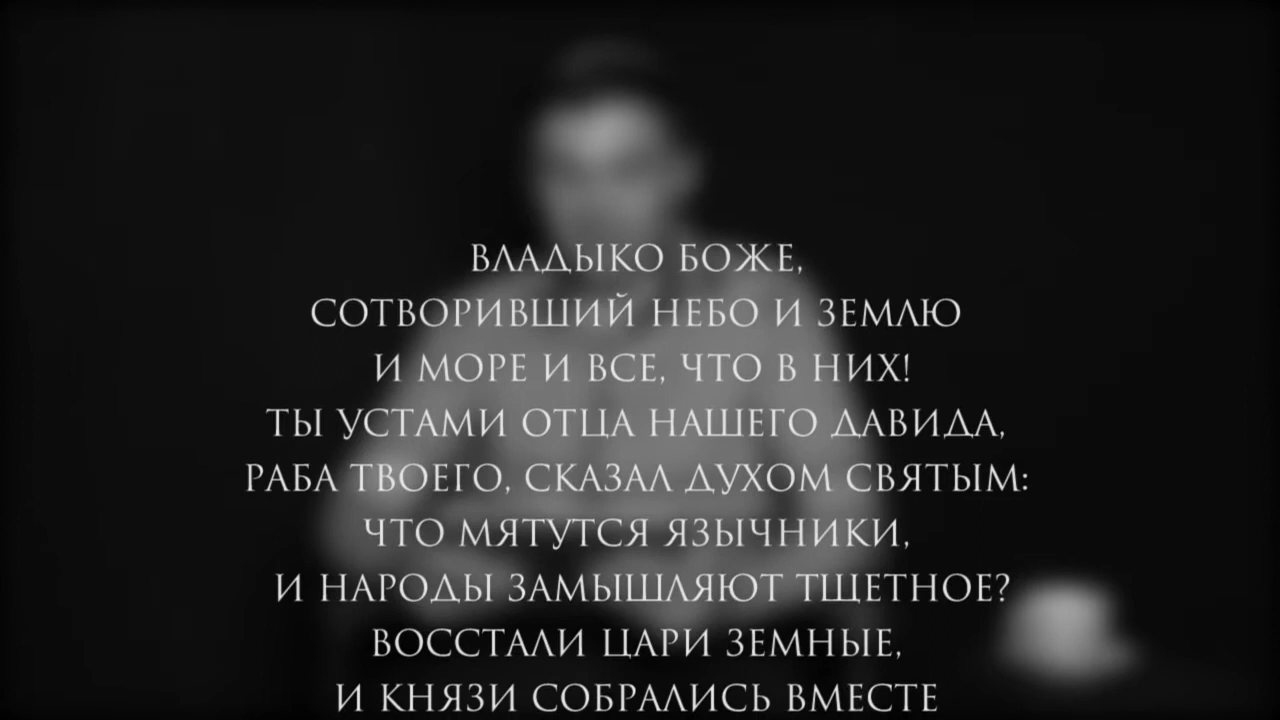 ВЛАДЫКО БОЖЕ,
СОТВОРИВШИЙ НЕБО И ЗЕМЛЮ
И МОРЕ И ВСЕ, ЧТО В НИХ!
ТЫ УСТАМИ ОТЦА НАШЕГО ДАВИДА,
РАБА ТВОЕГО, СКАЗАЛ ДУХОМ СВЯТЫМ:
ЧТО МЯТУТСЯ ЯЗЫЧНИКИ,
И НАРОДЫ ЗАМЫШЛЯЮТ ТЩЕТНОЕ?
ВОССТАЛИ ЦАРИ ЗЕМНЫЕ,
И КНЯЗИ СОБРАЛИСЬ ВМЕСТЕ